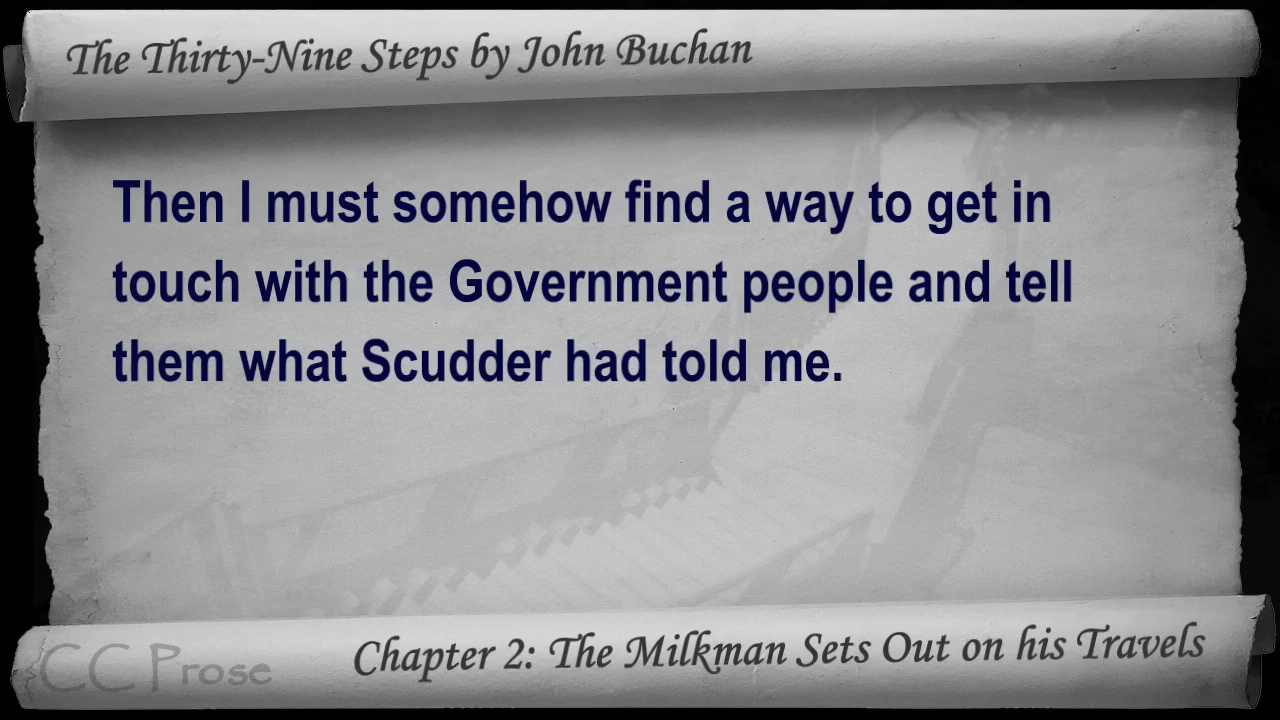 The Thirty-Nine Steps by John Buchan
Then I must somehow find a way to get in
touch with the Government people and tell
them what Scudder had told me.
CC Prose
Chapter 2: The Milkman Sets Out on his Travels